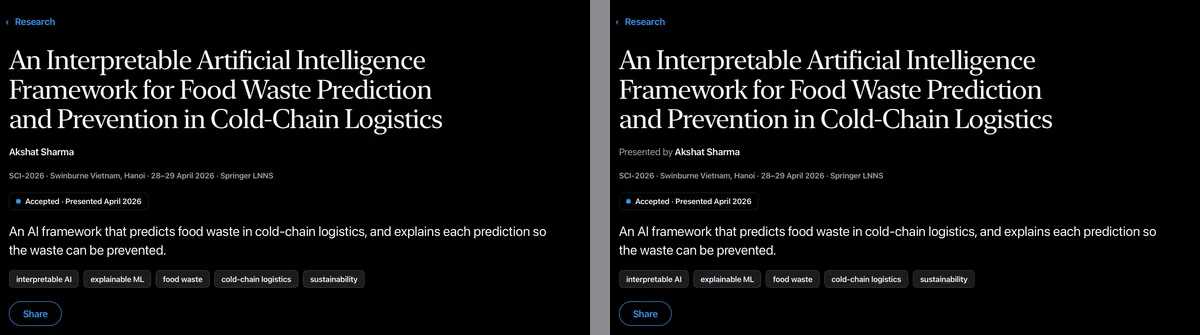 ‹ Research
An Interpretable Artificial Intelligence
Framework for Food Waste Prediction
and Prevention in Cold-Chain Logistics
Akshat Sharma
SCI-2026 · Swinburne Vietnam, Hanoi · 28–29 April 2026 · Springer LNNS
Accepted · Presented April 2026
An AI framework that predicts food waste in cold-chain logistics, and explains each prediction so
the waste can be prevented.
interpretable AI explainable ML food waste cold-chain logistics sustainability
Share
‹ Research
An Interpretable Artificial Intelligence
Framework for Food Waste Prediction
and Prevention in Cold-Chain Logistics
Presented by Akshat Sharma
SCI-2026 · Swinburne Vietnam, Hanoi · 28–29 April 2026 · Springer LNNS
Accepted · Presented April 2026
An AI framework that predicts food waste in cold-chain logistics, and explains each prediction so
the waste can be prevented.
interpretable AI explainable ML food waste cold-chain logistics sustainability
Share